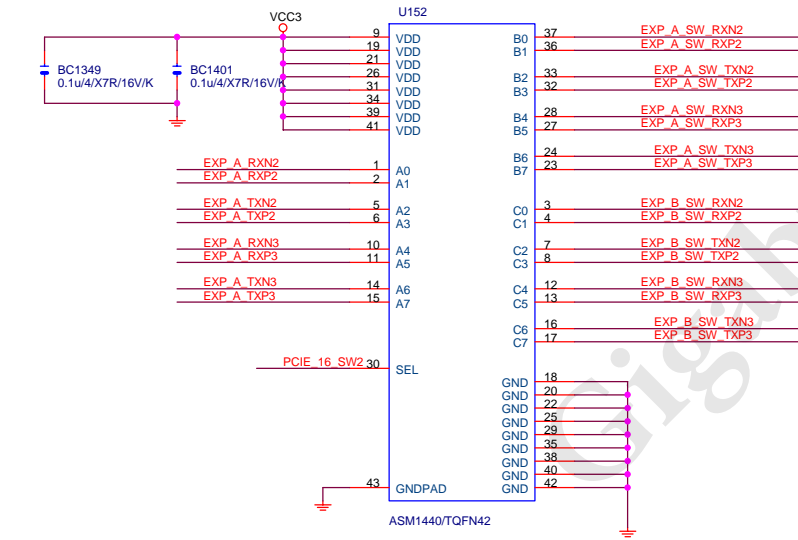 VCC3
U152
BC1349
0.1u/4/X7R/16V/K
BC1401
0.1u/4/X7R/16V/K
9 VDD
19 VDD
21 VDD
26 VDD
31 VDD
34 VDD
39 VDD
41 VDD
EXP_A_RXN2 1 A0
EXP_A_RXP2 2 A1
EXP_A_TXN2 5 A2
EXP_A_TXP2 6 A3
EXP_A_RXN3 10 A4
EXP_A_RXP3 11 A5
EXP_A_TXN3 14 A6
EXP_A_TXP3 15 A7
PCIE_16_SW2 30 SEL
43 GNDPAD
B0 37 EXP_A_SW_RXN2
B1 36 EXP_A_SW_RXP2
B2 33 EXP_A_SW_TXN2
B3 32 EXP_A_SW_TXP2
B4 28 EXP_A_SW_RXN3
B5 27 EXP_A_SW_RXP3
B6 24 EXP_A_SW_TXN3
B7 23 EXP_A_SW_TXP3
C0 3 EXP_B_SW_RXN2
C1 4 EXP_B_SW_RXP2
C2 7 EXP_B_SW_TXN2
C3 8 EXP_B_SW_TXP2
C4 12 EXP_B_SW_RXN3
C5 13 EXP_B_SW_RXP3
C6 16 EXP_B_SW_TXN3
C7 17 EXP_B_SW_TXP3
GND 18
GND 20
GND 22
GND 25
GND 29
GND 35
GND 38
GND 40
GND 42
ASM1440/TQFN42
Gigab